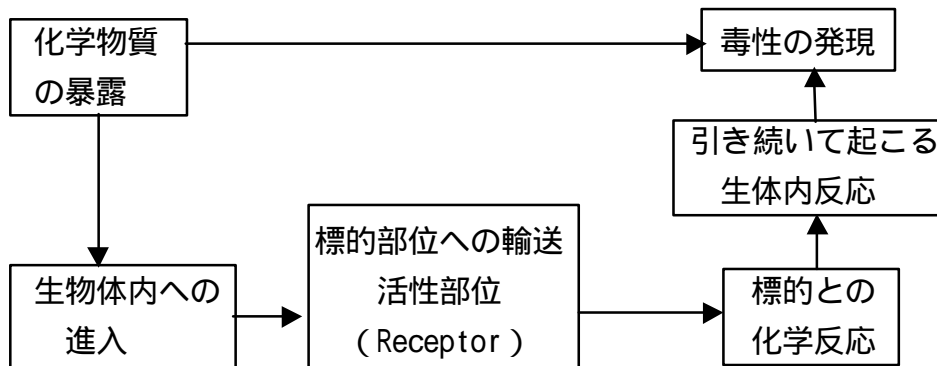 化学物質
の暴露
毒性の発現
引き続いて起こる
生体内反応
生物体内への
進入
標的部位への輸送
活性部位
(Receptor)
標的との
化学反応